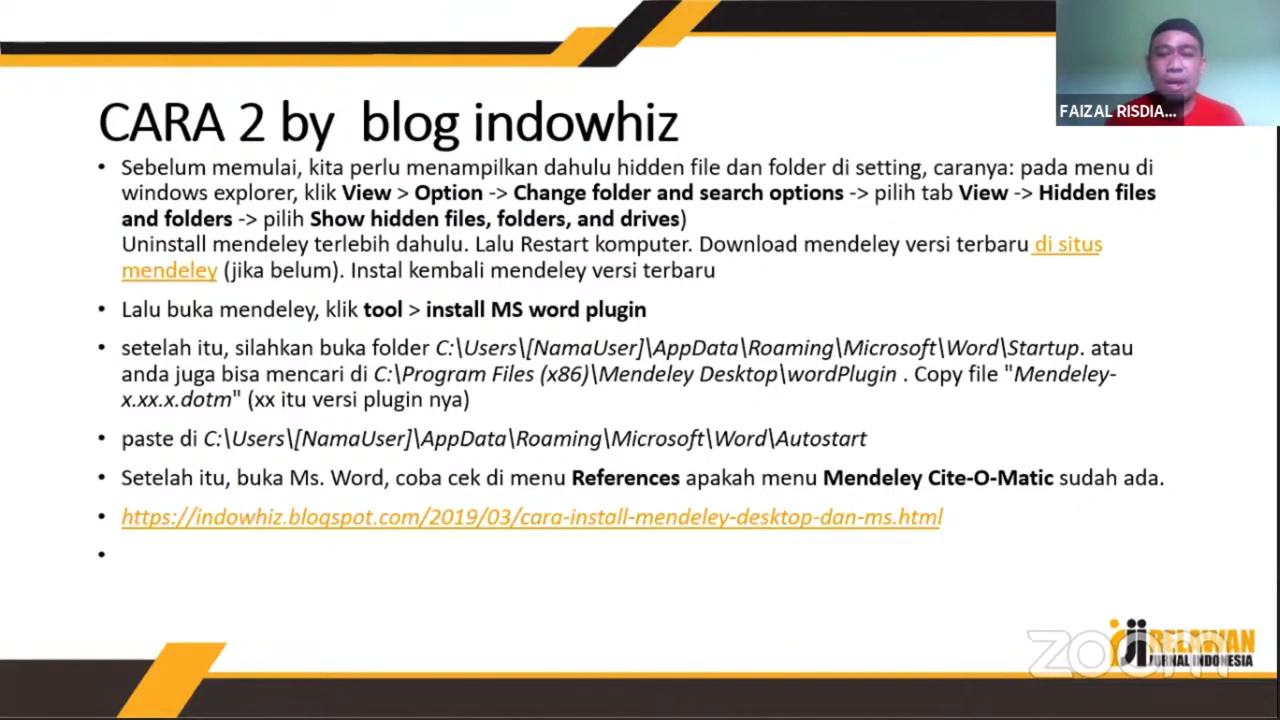 CARA 2 by blog indowhiz
FAIZAL RISDIA...
• Sebelum memulai, kita perlu menampilkan dahulu hidden file dan folder di setting, caranya: pada menu di
windows explorer, klik View > Option -> Change folder and search options -> pilih tab View -> Hidden files
and folders -> pilih Show hidden files, folders, and drives)
Uninstall mendeley terlebih dahulu. Lalu Restart komputer. Download mendeley versi terbaru di situs
mendeley (jika belum). Instal kembali mendeley versi terbaru
• Lalu buka mendeley, klik tool > install MS word plugin
• setelah itu, silahkan buka folder C:\Users\[NamaUser]\AppData\Roaming\Microsoft\Word\Startup. atau
anda juga bisa mencari di C:\Program Files (x86)\Mendeley Desktop\wordPlugin . Copy file "Mendeley-
x.xx.x.dotm" (xx itu versi plugin nya)
• paste di C:\Users\[NamaUser]\AppData\Roaming\Microsoft\Word\Autostart
• Setelah itu, buka Ms. Word, coba cek di menu References apakah menu Mendeley Cite-O-Matic sudah ada.
• https://indowhiz.blogspot.com/2019/03/cara-install-mendeley-desktop-dan-ms.html
•
zoom
RELAWAN
JURNAL INDONESIA